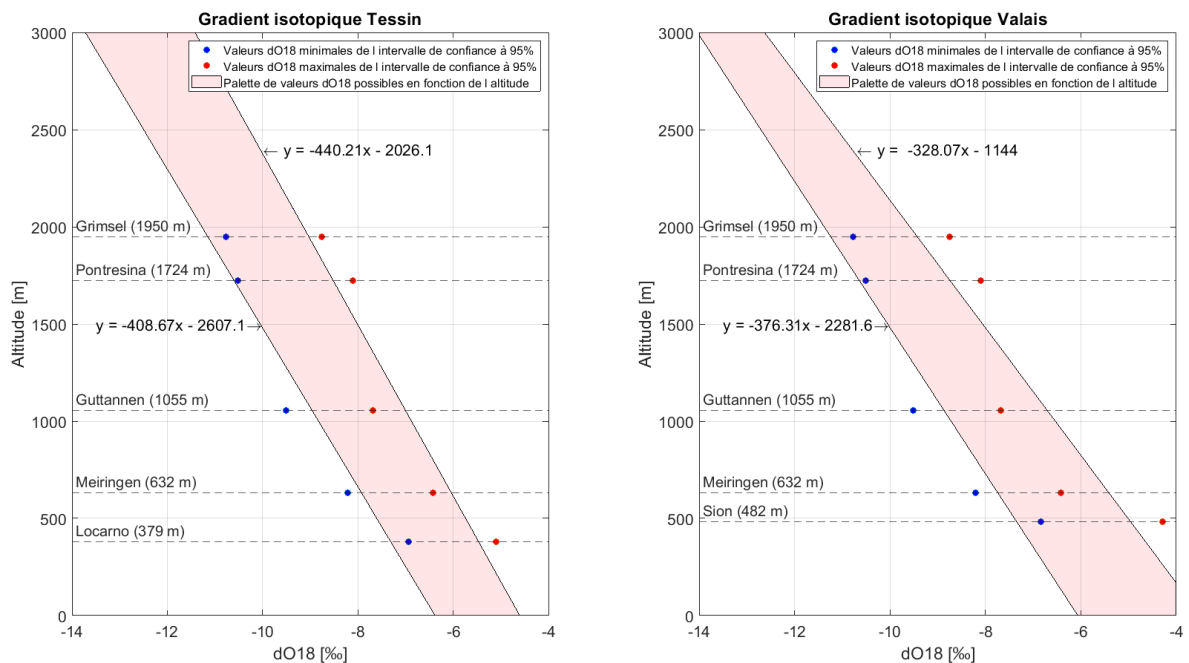 Gradient isotopique Tessin
Valeurs dO18 minimales de l intervalle de confiance à 95%
Valeurs dO18 maximales de l intervalle de confiance à 95%
Palette de valeurs dO18 possibles en fonction de l altitude
3000
2500
2000
1500
1000
500
0
Altitude [m]
← y = -440.21x - 2026.1
Grimsel (1950 m)
Pontresina (1724 m)
y = -408.67x - 2607.1→
Guttannen (1055 m)
Meiringen (632 m)
Locarno (379 m)
-14 -12 -10 -8 -6 -4
dO18 [‰]
Gradient isotopique Valais
Valeurs dO18 minimales de l intervalle de confiance à 95%
Valeurs dO18 maximales de l intervalle de confiance à 95%
Palette de valeurs dO18 possibles en fonction de l altitude
3000
2500
2000
1500
1000
500
0
Altitude [m]
← y =  -328.07x - 1144
Grimsel (1950 m)
Pontresina (1724 m)
y = -376.31x - 2281.6→
Guttannen (1055 m)
Meiringen (632 m)
Sion (482 m)
-14 -12 -10 -8 -6 -4
dO18 [‰]